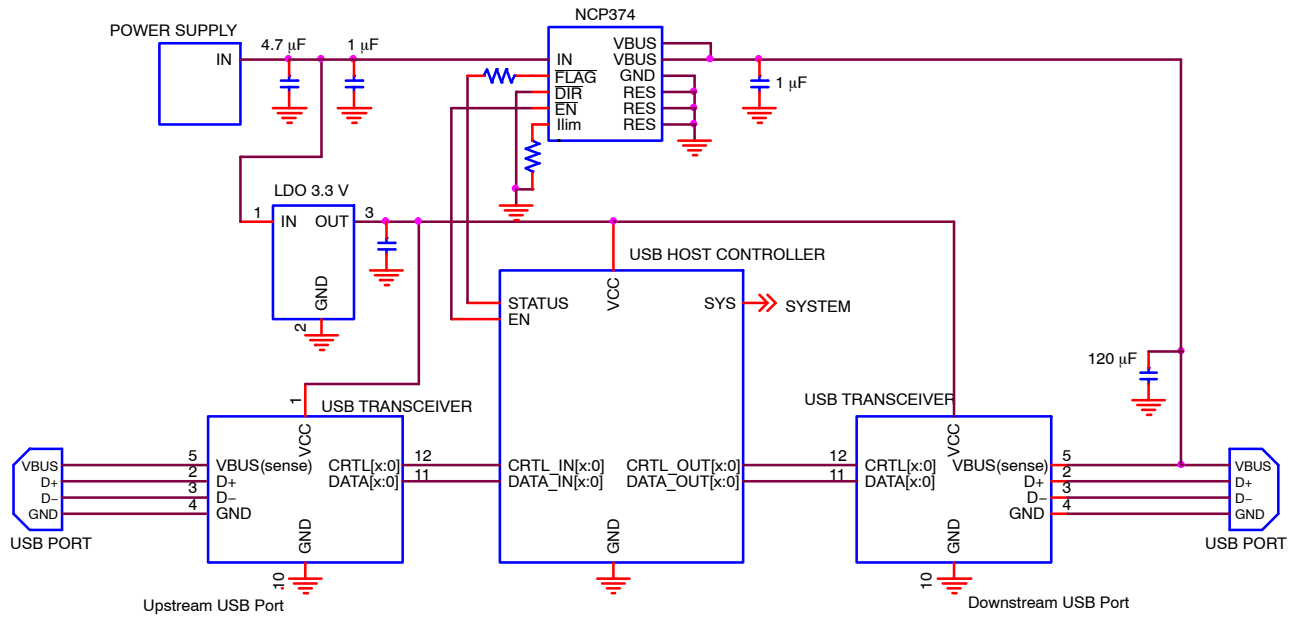 NCP374
POWER SUPPLY
IN
4.7 μF
1 μF
IN
FLAG
DIR
EN
Ilim
VBUS
VBUS
GND
RES
RES
RES
1 μF
LDO 3.3 V
1
IN
OUT
3
GND
2
USB HOST CONTROLLER
VCC
STATUS
EN
SYS
SYSTEM
CRTL_IN[x:0]
DATA_IN[x:0]
CRTL_OUT[x:0]
DATA_OUT[x:0]
GND
120 μF
1
USB TRANSCEIVER
VCC
VBUS(sense)
D+
D−
GND
CRTL[x:0]
DATA[x:0]
12
11
5
2
3
4
GND
10
VBUS
D+
D−
GND
USB PORT
Upstream USB Port
USB TRANSCEIVER
VCC
12
11
CRTL[x:0]
DATA[x:0]
VBUS(sense)
D+
D−
GND
5
2
3
4
GND
10
VBUS
D+
D−
GND
USB PORT
Downstream USB Port